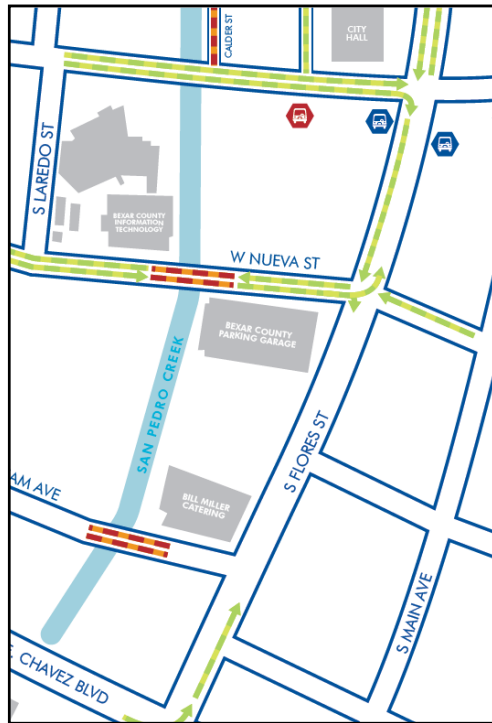 CALDER ST
CITY
HALL
S LAREDO ST
BEXAR COUNTY
INFORMATION
TECHNOLOGY
W NUEVA ST
BEXAR COUNTY
PARKING GARAGE
SAN PEDRO CREEK
S FLORES ST
AM AVE
BILL MILLER
CATERING
S MAIN AVE
E. CHAVEZ BLVD